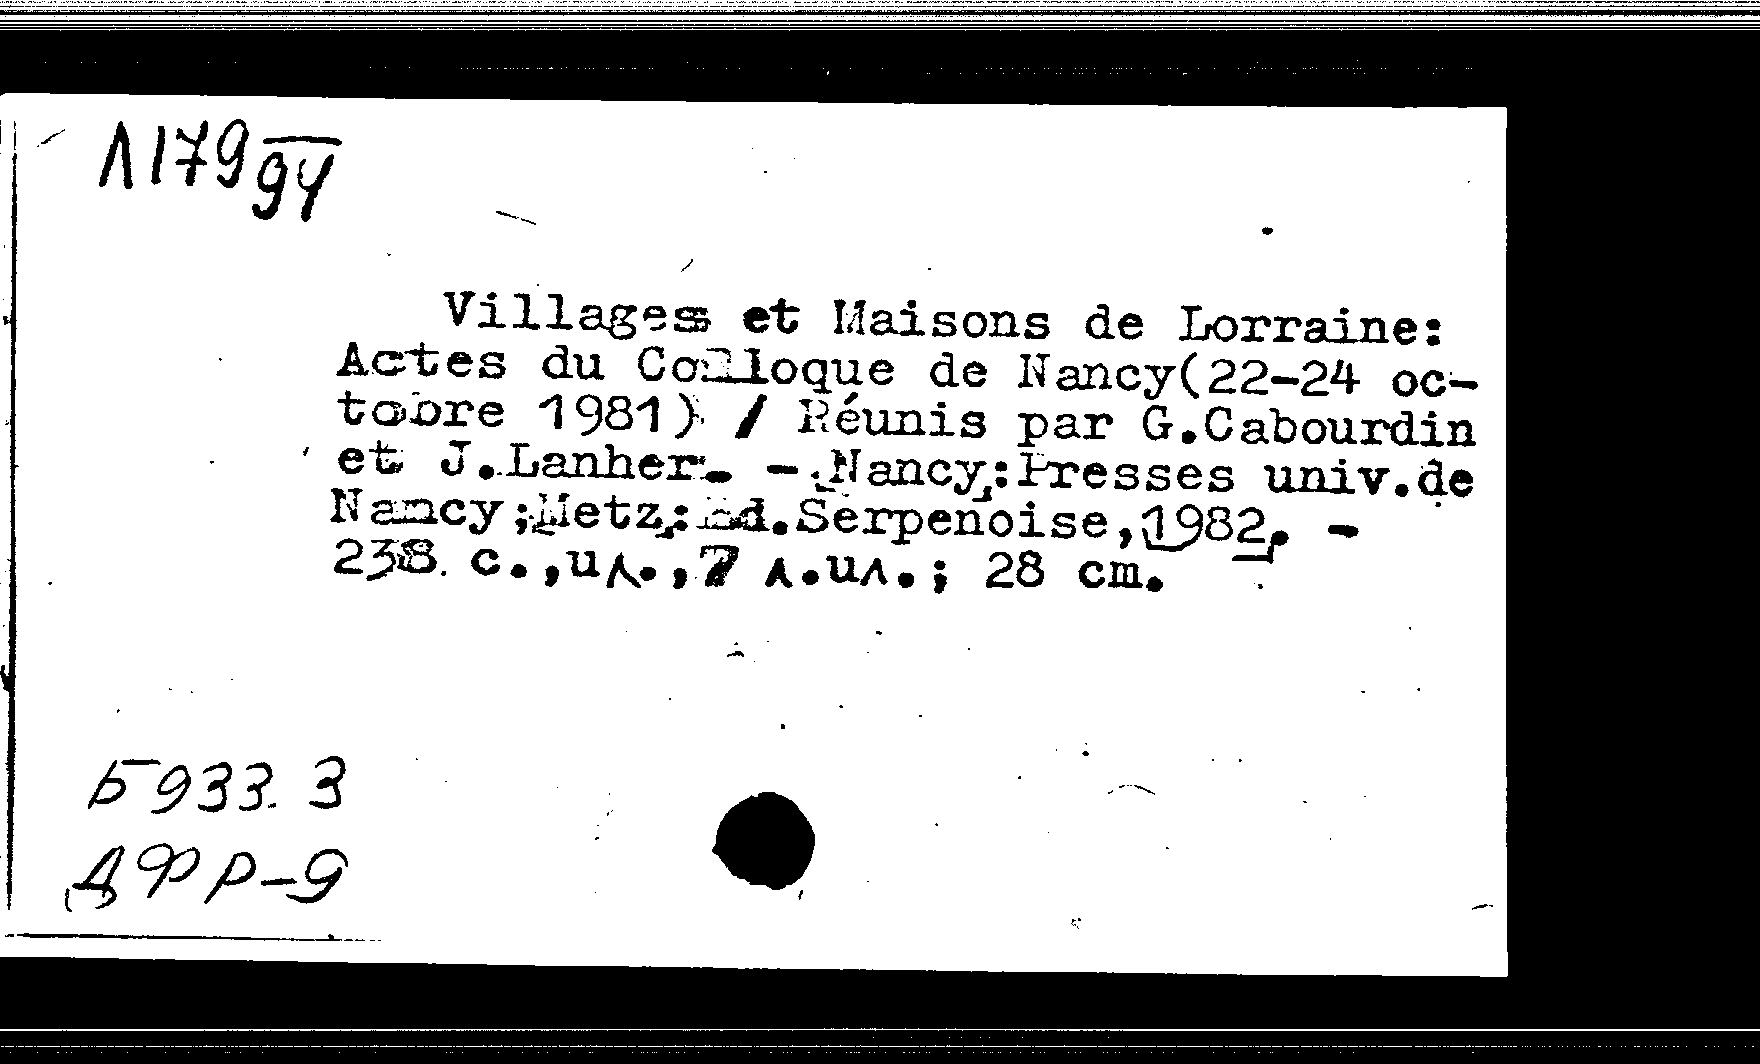 Л179
94
Villages et Maisons de Lorraine:
Actes du Colloque de Nancy(22-24 oc-
tobre 1981) / Réunis par G.Cabourdin
et J.Lanher. - Nancy:Presses univ.de
Nancy;Metz:Ed.Serpenoise,1982. -
238 с.,ил.,7 л.ил.; 28 cm.
Б933.3
ДФР-9